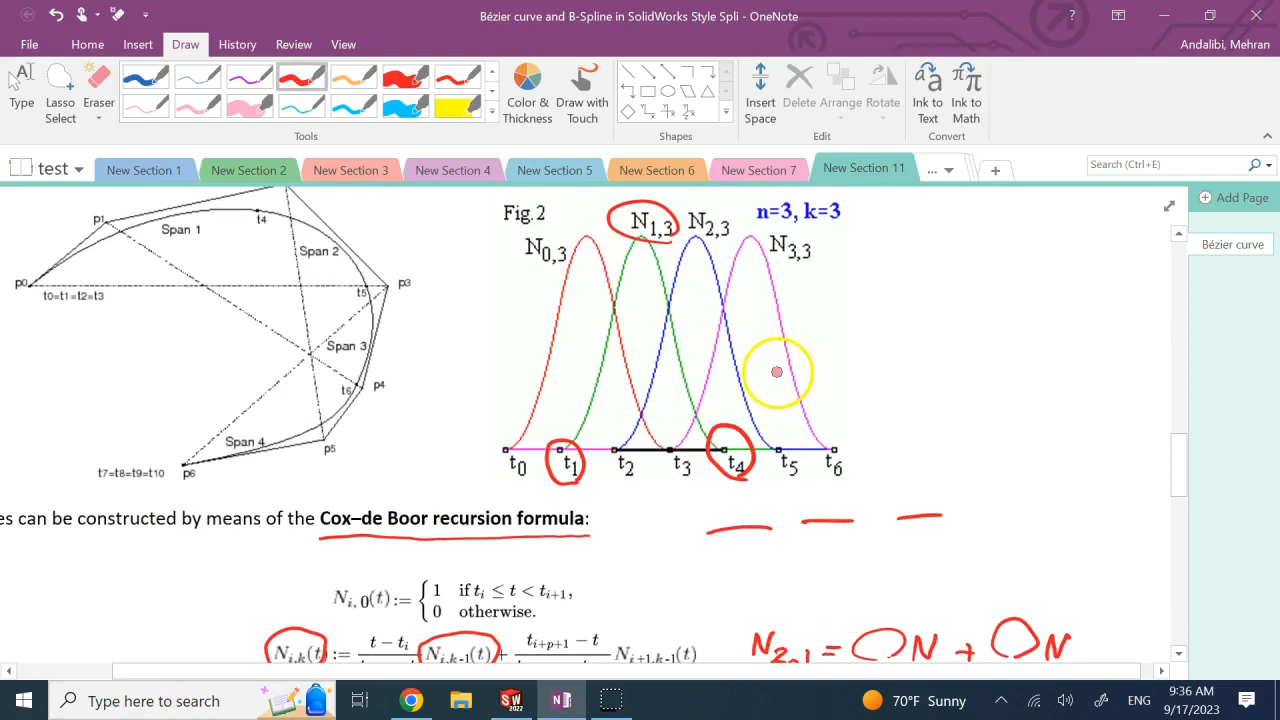 Bézier curve and B-Spline in SolidWorks Style Spli - OneNote
Andalibi, Mehran
File Home Insert Draw History Review View
Type Lasso Select Eraser Color & Thickness Draw with Touch Insert Space Delete Arrange Rotate Ink to Text Ink to Math
Tools Shapes Edit Convert
test New Section 1 New Section 2 New Section 3 New Section 4 New Section 5 New Section 6 New Section 7 New Section 11 ... Search (Ctrl+E)
Add Page
Bézier curve
p1 t4 Span 1 Span 2
p0 t0=t1=t2=t3 t5 p3
Span 3
t6 p4
Span 4 p5
t7=t8=t9=t10 p6
Fig.2 N1,3 N2,3 n=3, k=3
N0,3 N3,3
t0 t1 t2 t3 t4 t5 t6
es can be constructed by means of the Cox–de Boor recursion formula:
Ni,0(t) := { 1 if ti ≤ t < ti+1,
0 otherwise.
t − ti ti+p+1 − t
Ni,k(t) := Ni,k-1(t) + Ni+1,k-1(t)
= N + N
Type here to search
70°F Sunny
ENG
9:36 AM
9/17/2023